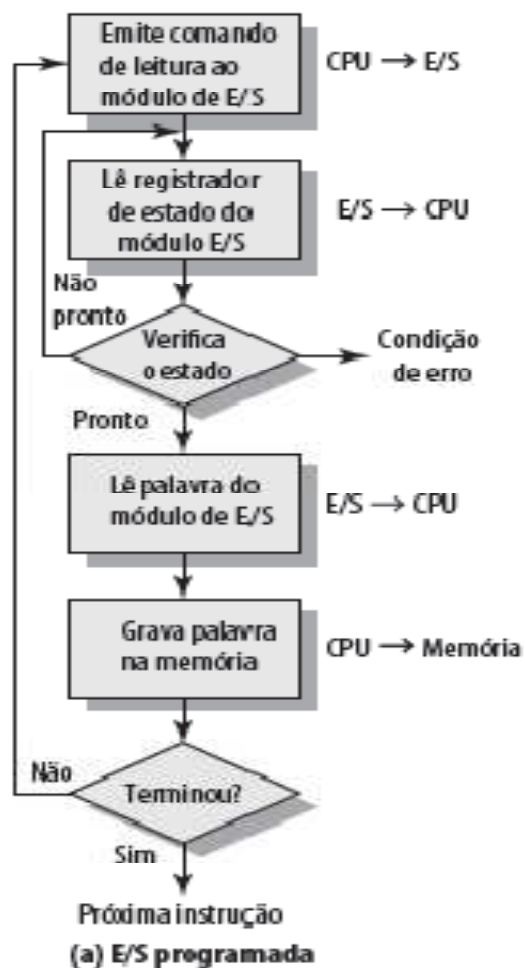 Emite comando
de leitura ao
módulo de E/S
CPU → E/S
Lê registrador
de estado do
módulo E/S
E/S → CPU
Não
pronto
Verifica
o estado
Condição
de erro
Pronto
Lê palavra do
módulo de E/S
E/S → CPU
Grava palavra
na memória
CPU → Memória
Não
Terminou?
Sim
Próxima instrução
(a) E/S programada